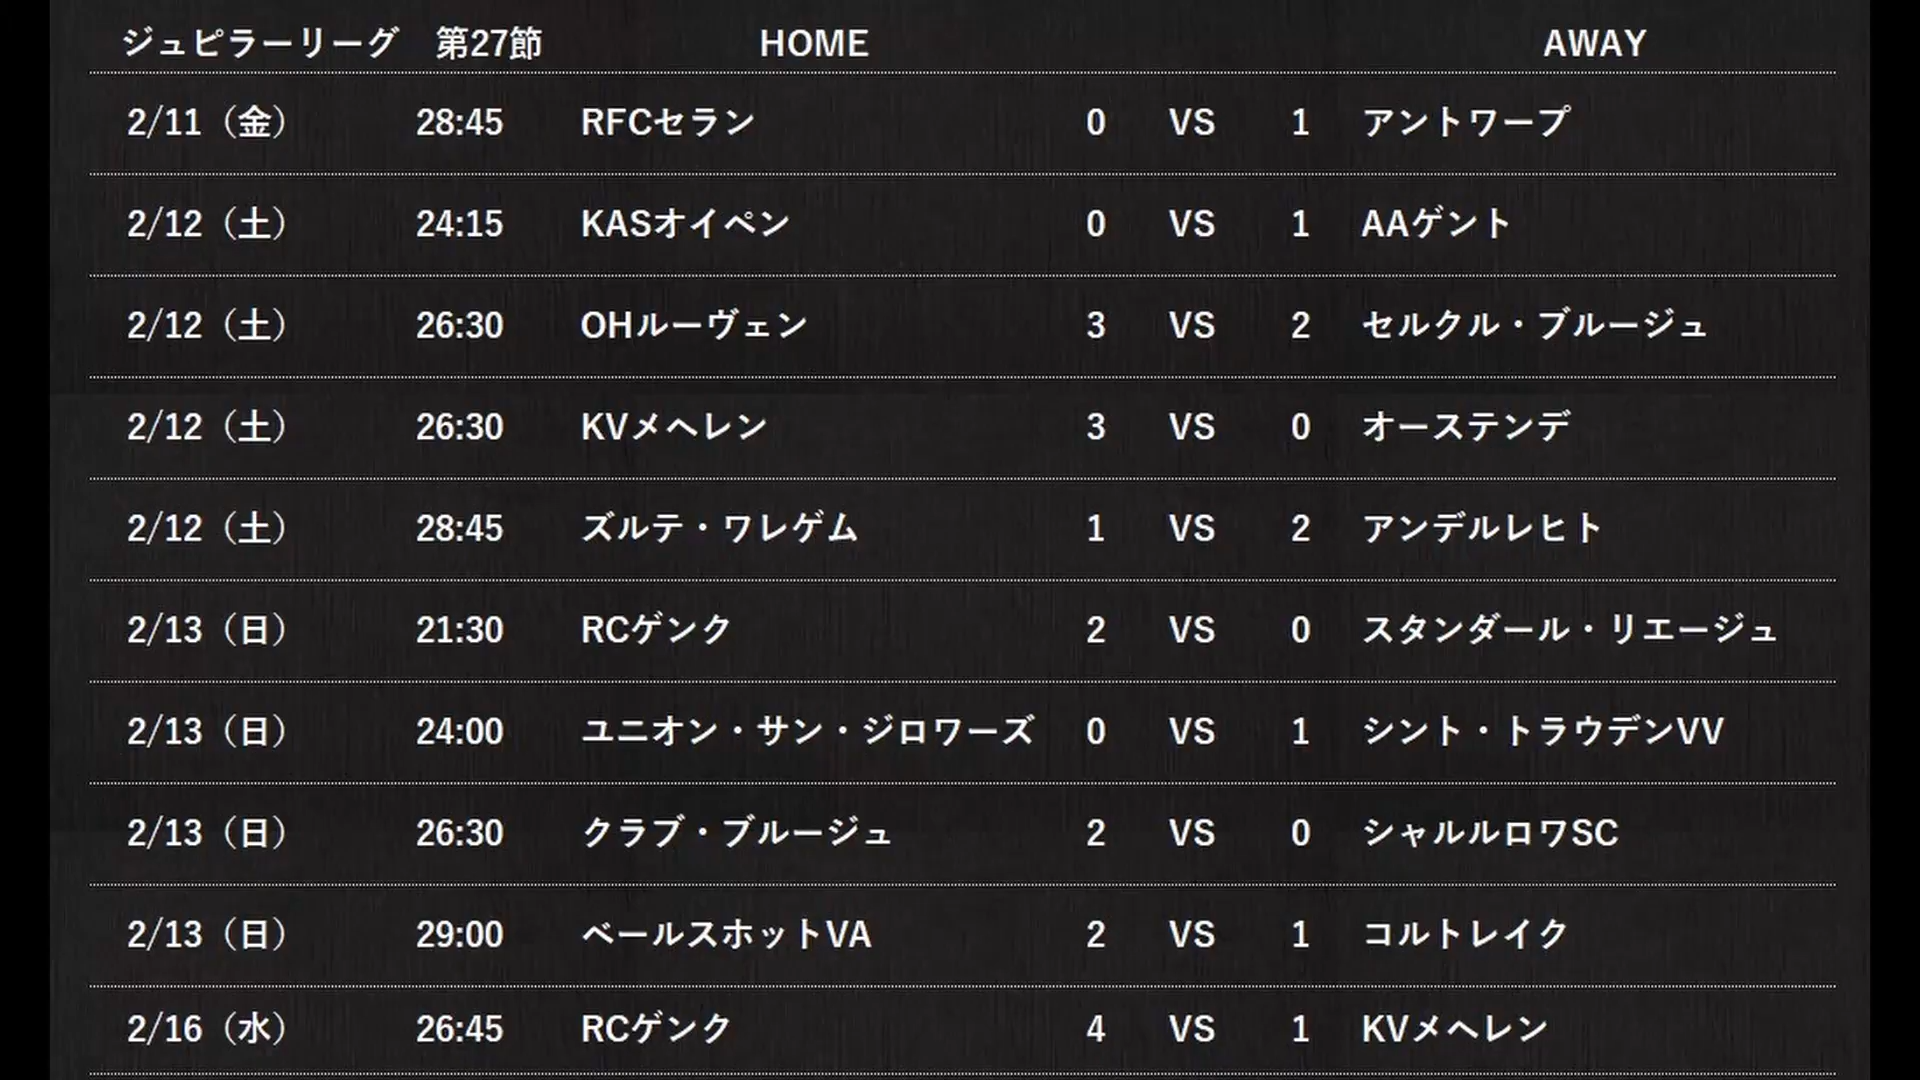 ジュピラーリーグ 第27節 HOME AWAY
2/11（金） 28:45 RFCセラン 0 VS 1 アントワープ
2/12（土） 24:15 KASオイペン 0 VS 1 AAゲント
2/12（土） 26:30 OHルーヴェン 3 VS 2 セルクル・ブルージュ
2/12（土） 26:30 KVメヘレン 3 VS 0 オーステンデ
2/12（土） 28:45 ズルテ・ワレゲム 1 VS 2 アンデルレヒト
2/13（日） 21:30 RCゲンク 2 VS 0 スタンダール・リエージュ
2/13（日） 24:00 ユニオン・サン・ジロワーズ 0 VS 1 シント・トラウデンVV
2/13（日） 26:30 クラブ・ブルージュ 2 VS 0 シャルルロワSC
2/13（日） 29:00 ベールスホットVA 2 VS 1 コルトレイク
2/16（水） 26:45 RCゲンク 4 VS 1 KVメヘレン